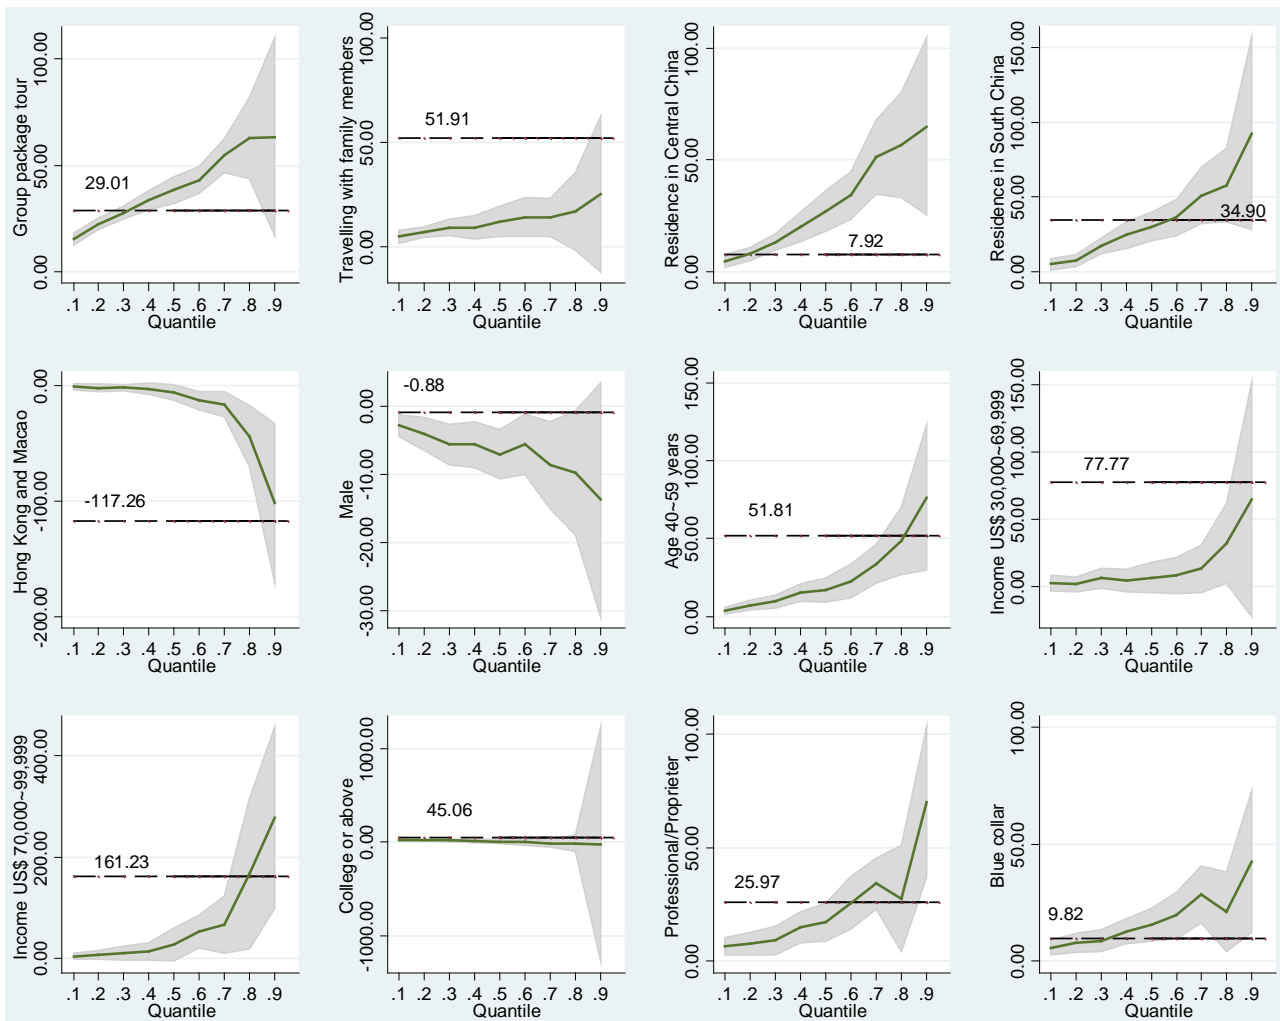 Group package tour
100.00
50.00
0.00
29.01
.1 .2 .3 .4 .5 .6 .7 .8 .9
Quantile
Travelling with family members
100.00
50.00
0.00
51.91
.1 .2 .3 .4 .5 .6 .7 .8 .9
Quantile
Residence in Central China
100.00
50.00
0.00
7.92
.1 .2 .3 .4 .5 .6 .7 .8 .9
Quantile
Residence in South China
150.00
100.00
50.00
0.00
34.90
.1 .2 .3 .4 .5 .6 .7 .8 .9
Quantile
Hong Kong and Macao
0.00
-100.00
-200.00
-117.26
.1 .2 .3 .4 .5 .6 .7 .8 .9
Quantile
Male
0.00
-10.00
-20.00
-30.00
-0.88
.1 .2 .3 .4 .5 .6 .7 .8 .9
Quantile
Age 40~59 years
150.00
100.00
50.00
0.00
51.81
.1 .2 .3 .4 .5 .6 .7 .8 .9
Quantile
Income US$ 30,000~69,999
150.00
100.00
50.00
0.00
77.77
.1 .2 .3 .4 .5 .6 .7 .8 .9
Quantile
Income US$ 70,000~99,999
400.00
200.00
0.00
161.23
.1 .2 .3 .4 .5 .6 .7 .8 .9
Quantile
College or above
1000.00
0.00
-1000.00
45.06
.1 .2 .3 .4 .5 .6 .7 .8 .9
Quantile
Professional/Proprieter
100.00
50.00
0.00
25.97
.1 .2 .3 .4 .5 .6 .7 .8 .9
Quantile
Blue collar
100.00
50.00
0.00
9.82
.1 .2 .3 .4 .5 .6 .7 .8 .9
Quantile